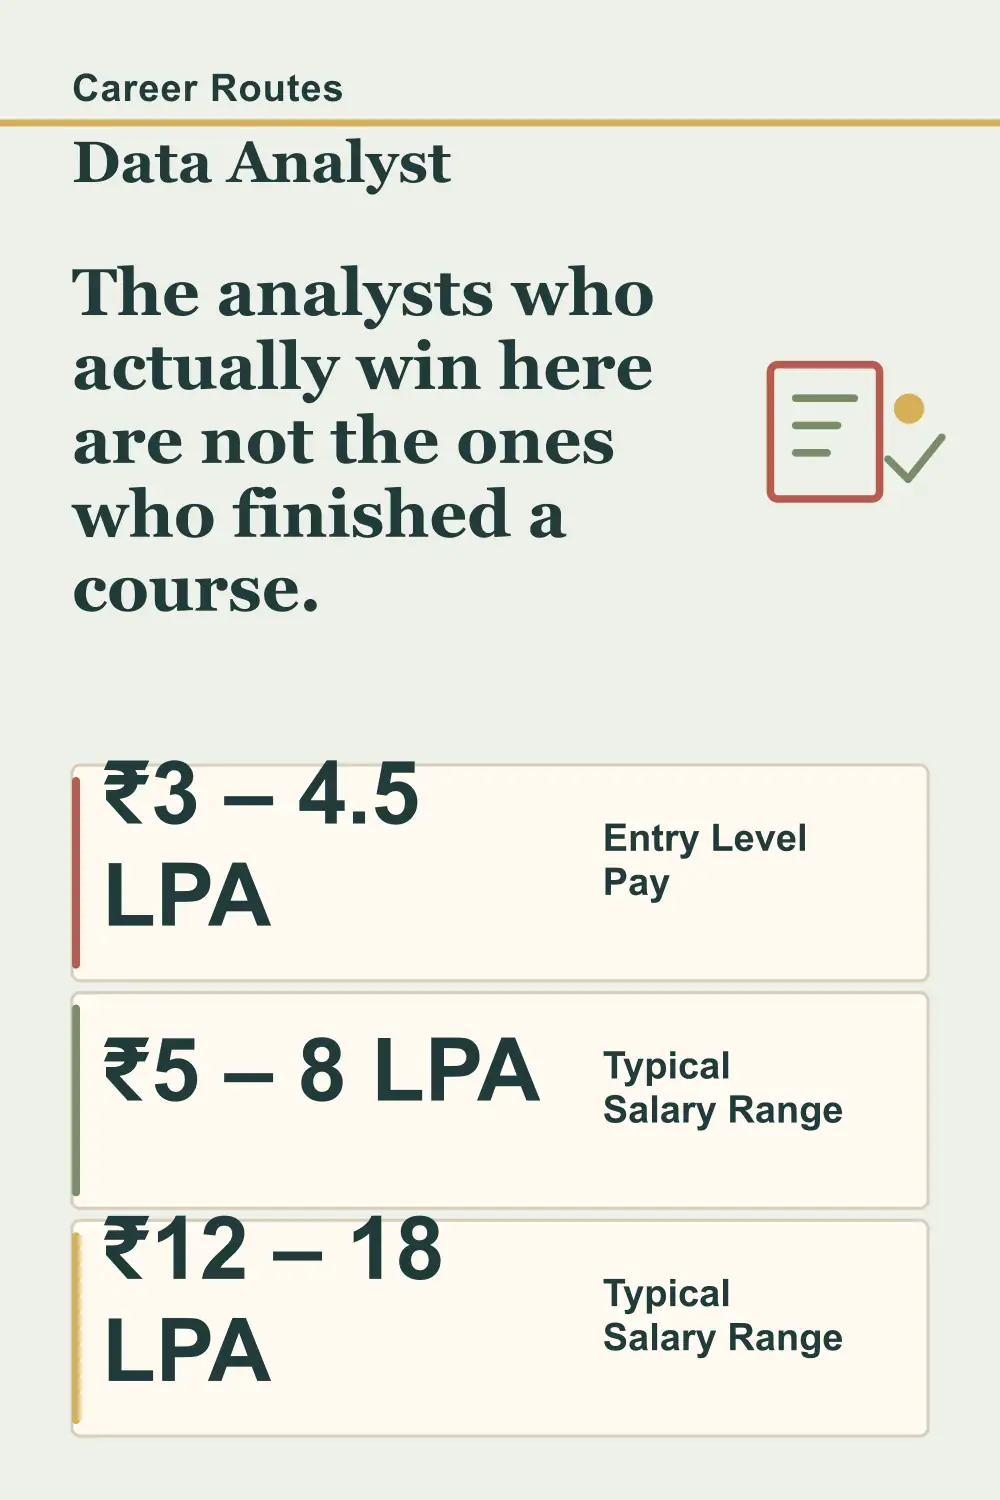 Career Routes
Data Analyst
The analysts who
actually win here
are not the ones
who finished a
course.
₹3 – 4.5
LPA
Entry Level
Pay
₹5 – 8 LPA
Typical
Salary Range
₹12 – 18
LPA
Typical
Salary Range